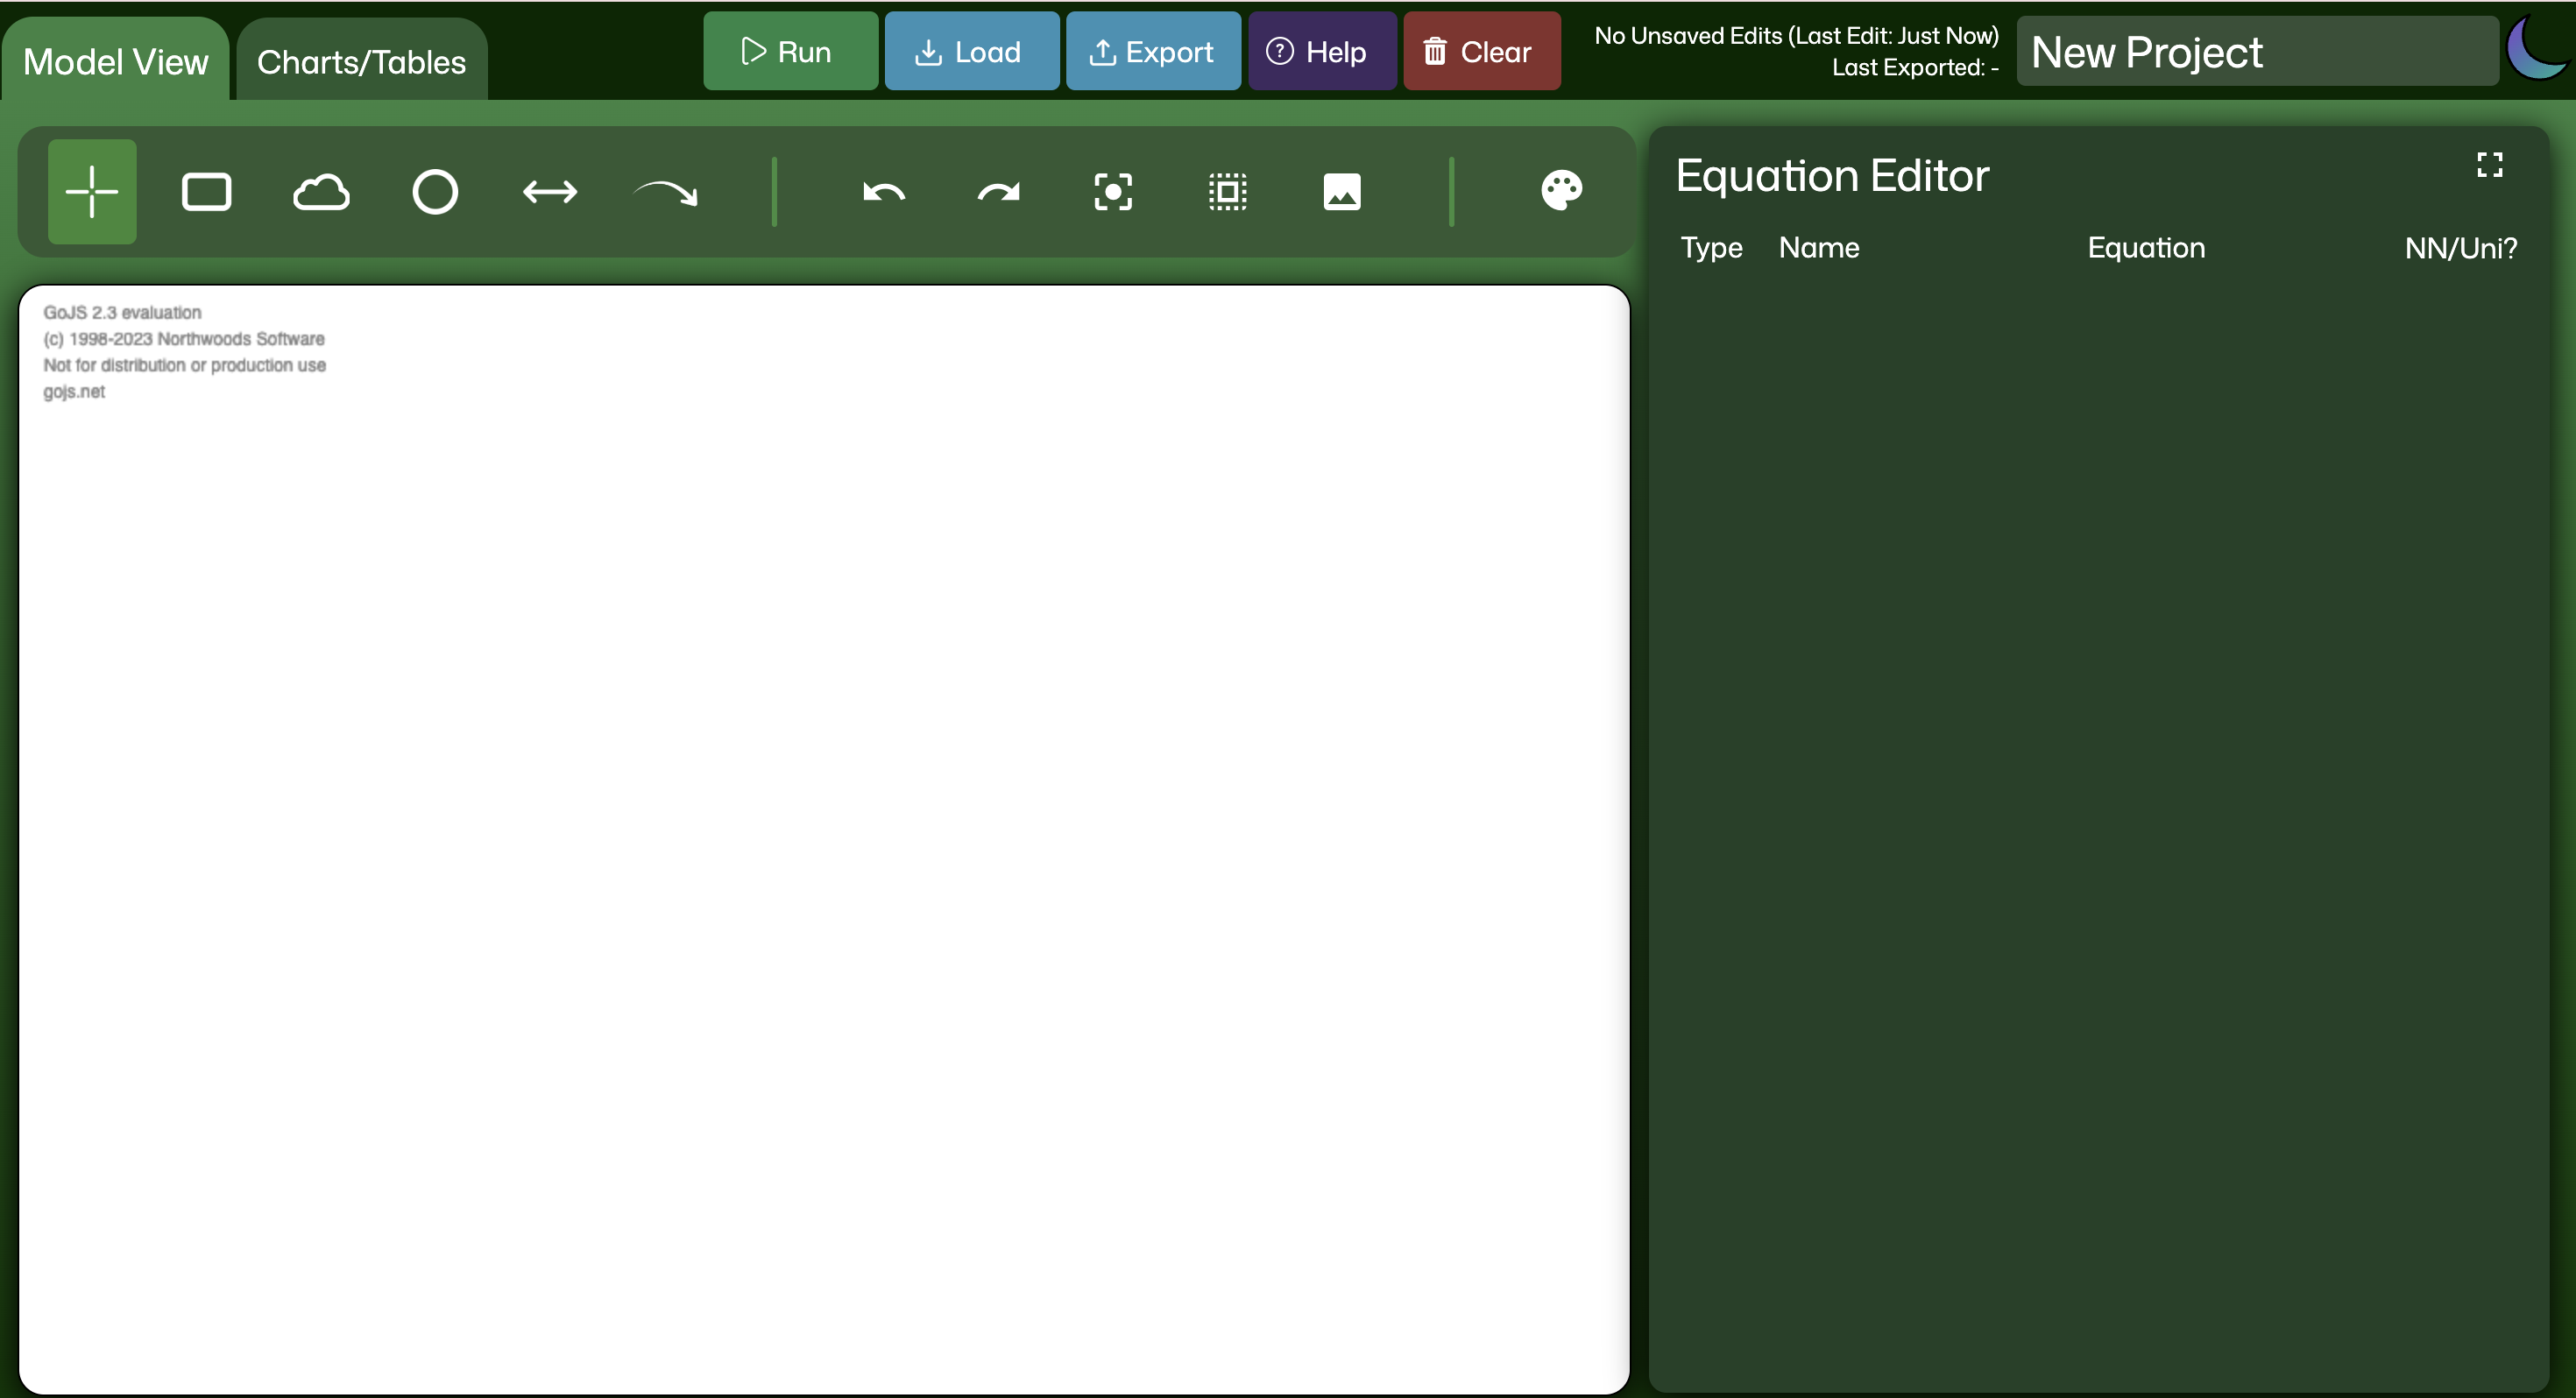 Model View
Charts/Tables
Run
Load
Export
Help
Clear
No Unsaved Edits (Last Edit: Just Now)
Last Exported: -
New Project
GoJS 2.3 evaluation
(c) 1998-2023 Northwoods Software
Not for distribution or production use
gojs.net
Equation Editor
Type Name Equation NN/Uni?